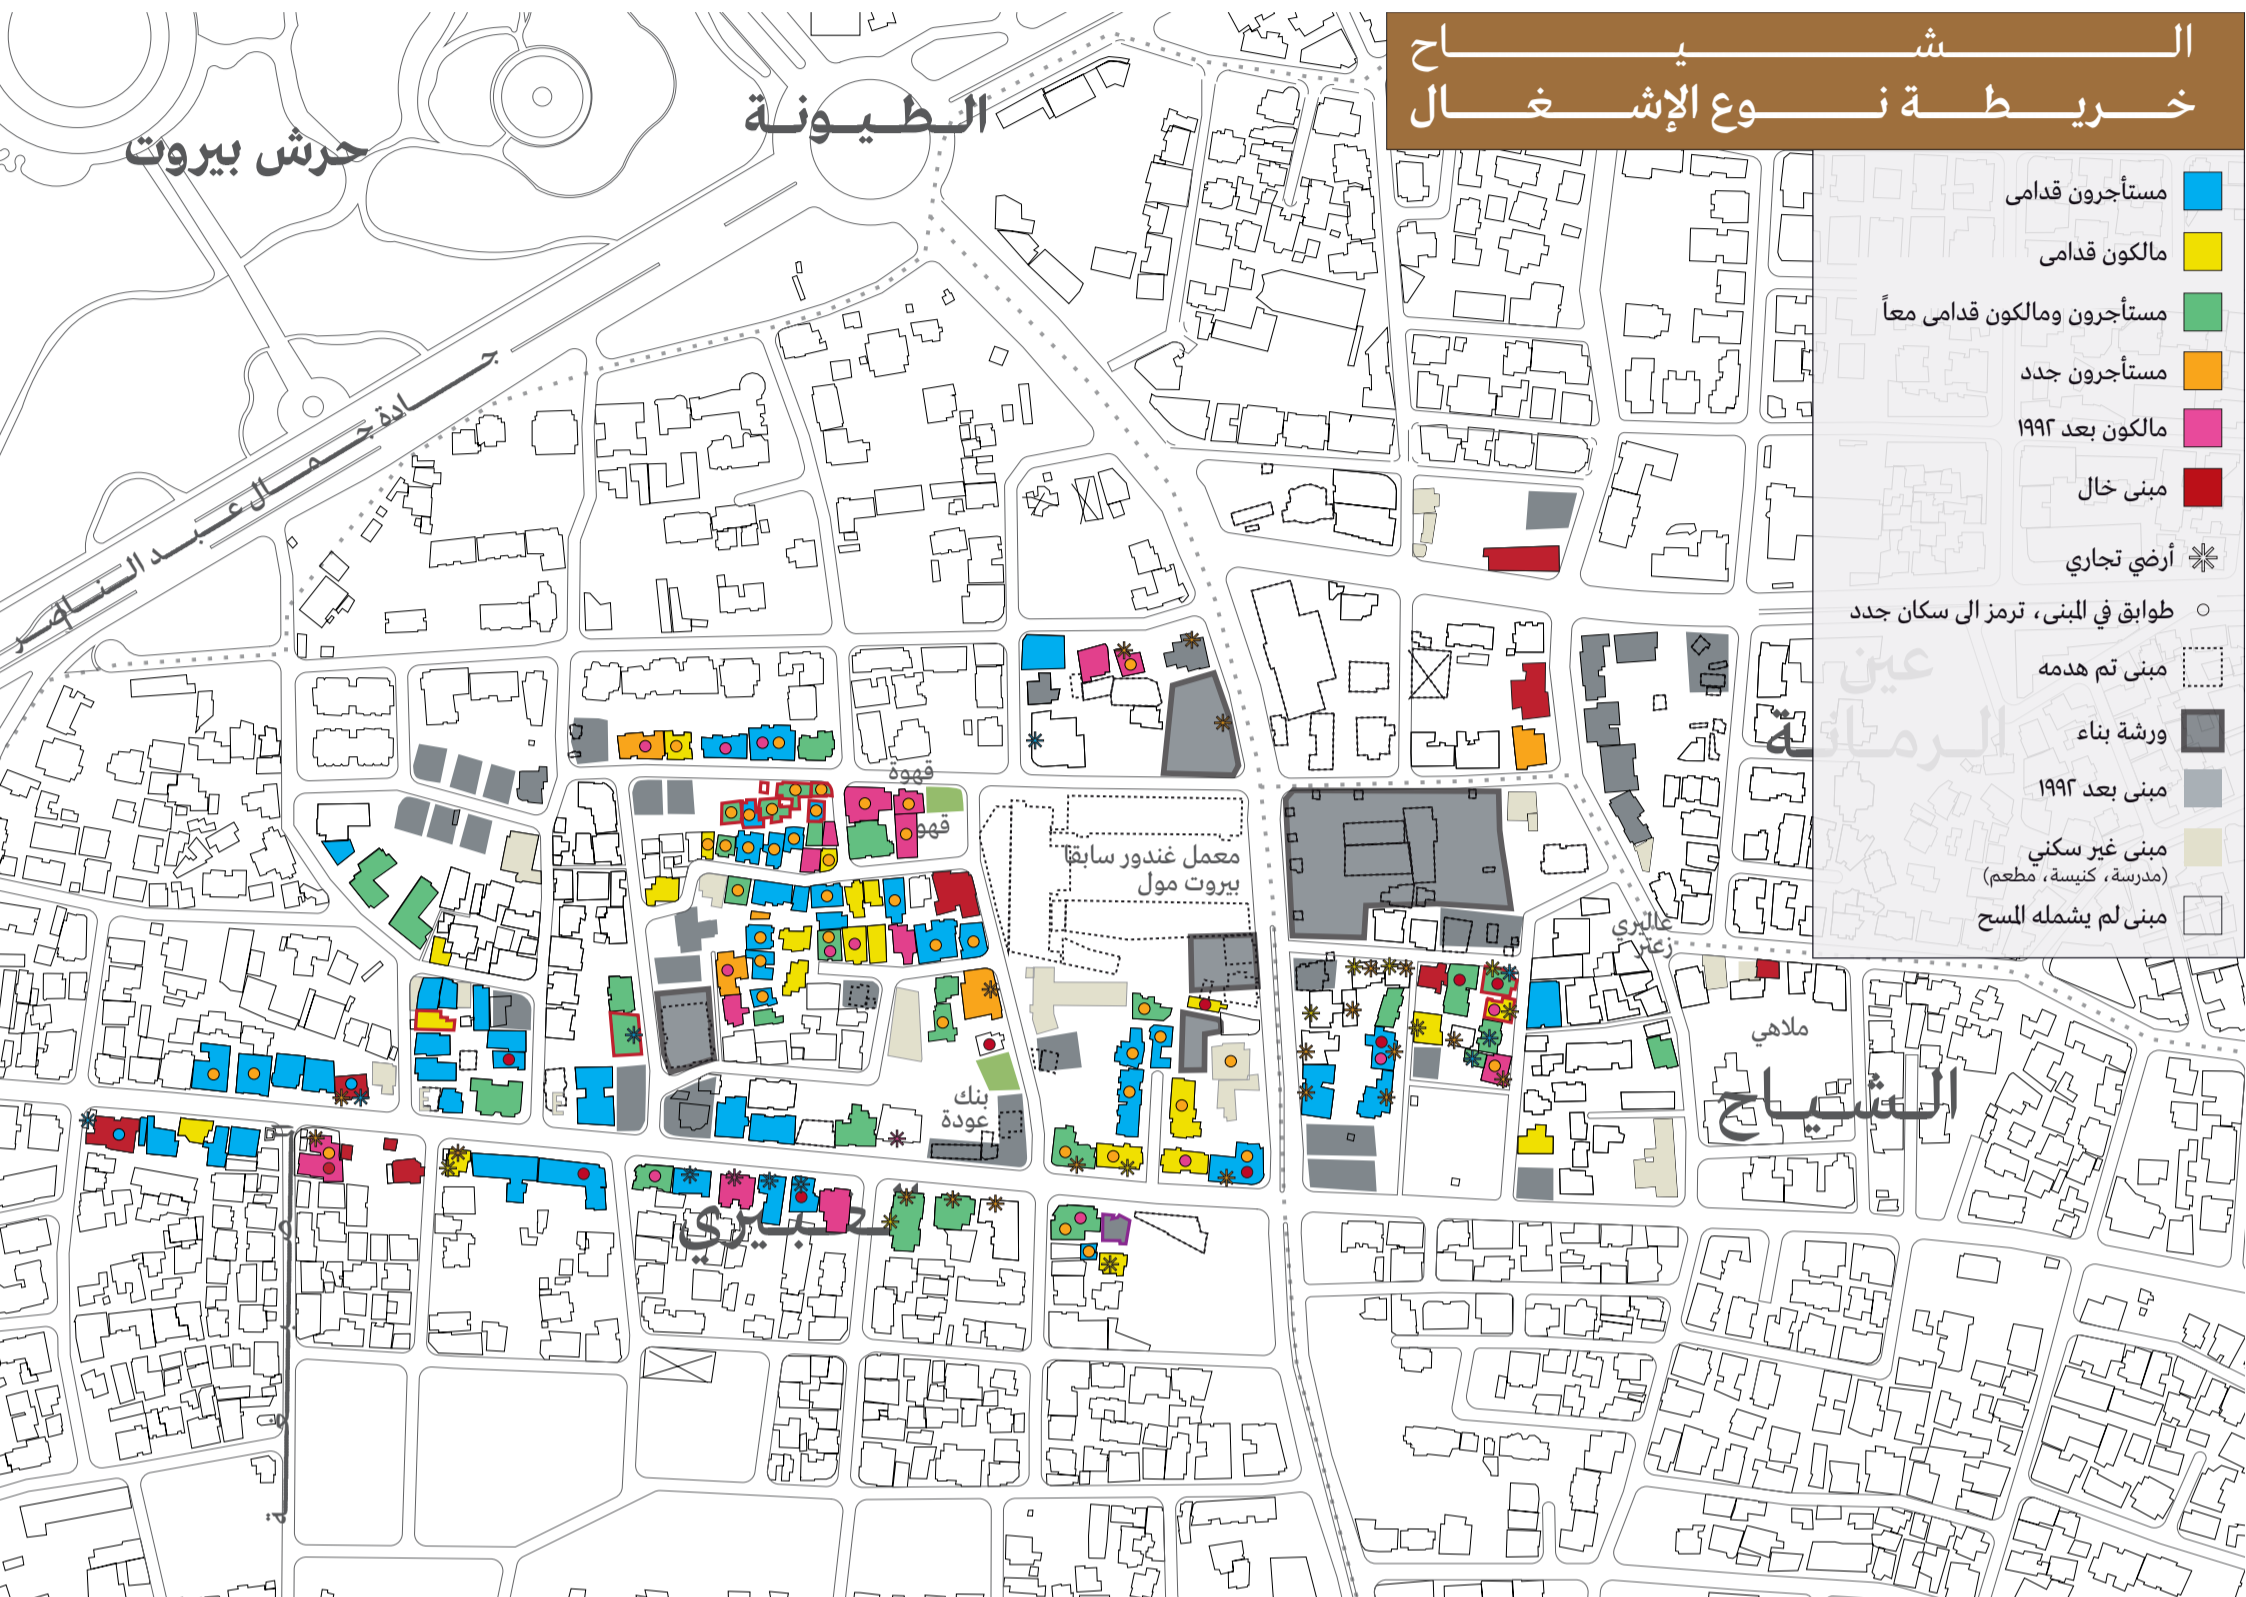 الشياح
خريطة نوع الإشغال
مستأجرون قدامى
مالكون قدامى
مستأجرون ومالكون قدامى معاً
مستأجرون جدد
مالكون بعد ١٩٩٢
مبنى خال
أرضي تجاري
طوابق في المبنى، ترمز الى سكان جدد
مبنى تم هدمه
ورشة بناء
مبنى بعد ١٩٩٢
مبنى غير سكني
(مدرسة، كنيسة، مطعم)
مبنى لم يشمله المسح
الطيونة
حرش بيروت
جادة جمال عبد الناصر
عين
الرمانة
قهوة
قهو
معمل غندور سابقا
بيروت مول
غاليري
زعتر
ملاهي
الشياح
بنك
عودة